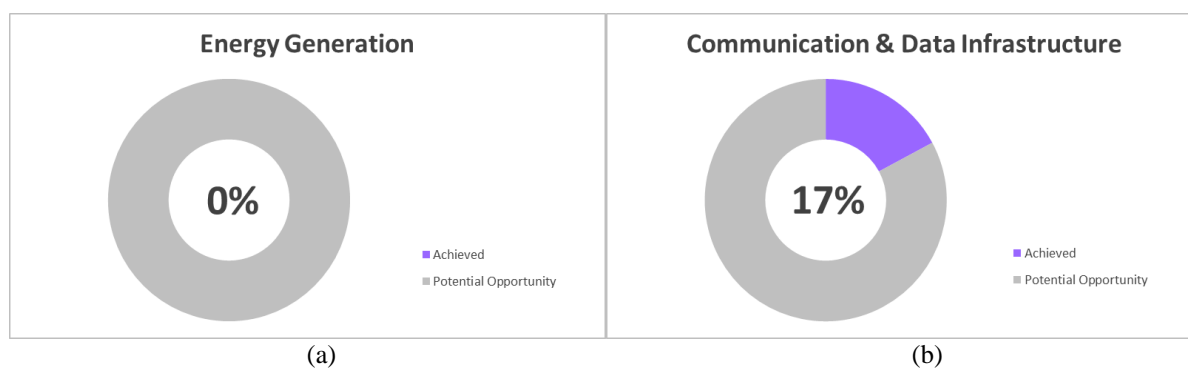 Energy Generation
0%
Achieved
Potential Opportunity
(a)
Communication & Data Infrastructure
17%
Achieved
Potential Opportunity
(b)